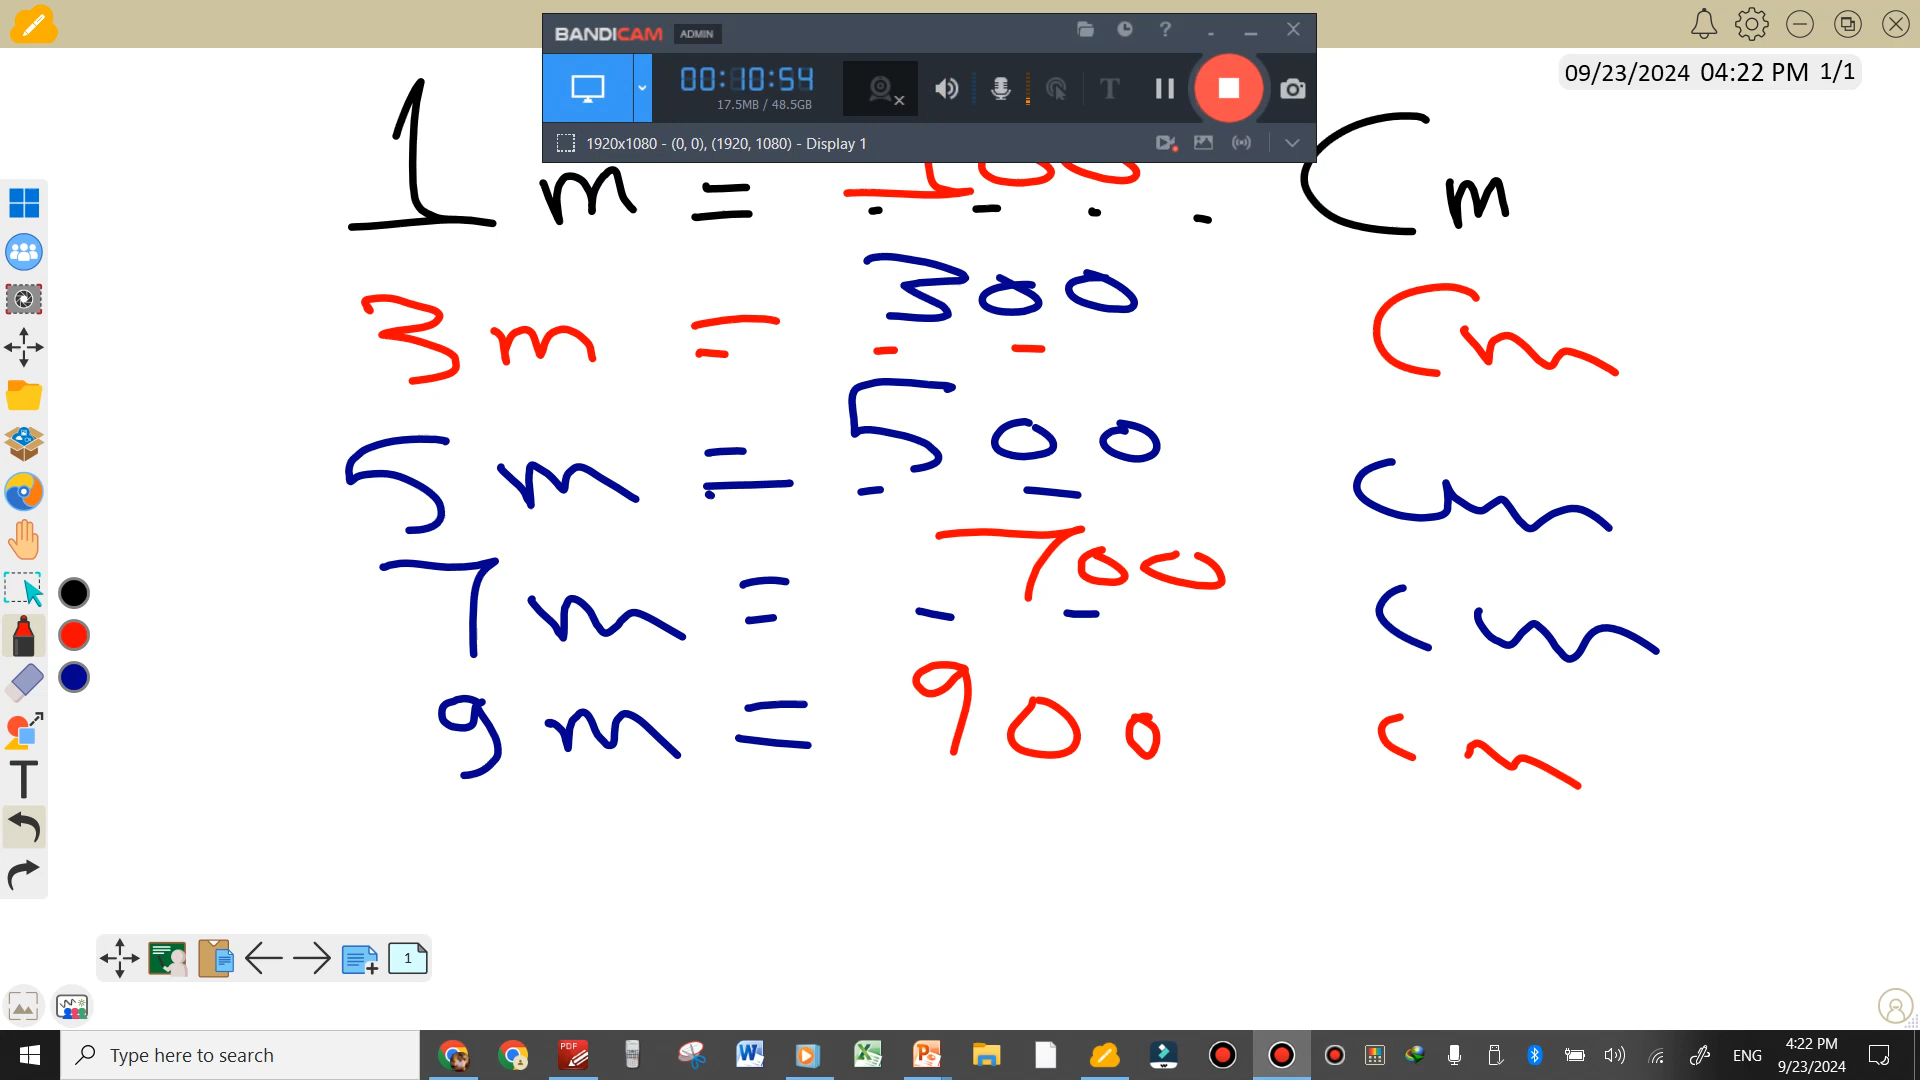 BANDICAM ADMIN
00:10:54
17.5MB / 48.5GB
1920x1080 - (0, 0), (1920, 1080) - Display 1
09/23/2024 04:22 PM 1/1
1 m = 100 Cm
3 m = 300 Cm
5 m = 500 Cm
7 m = 700 cm
9 m = 900 cm
T
T
1
Type here to search
PDF
ENG
4:22 PM
9/23/2024